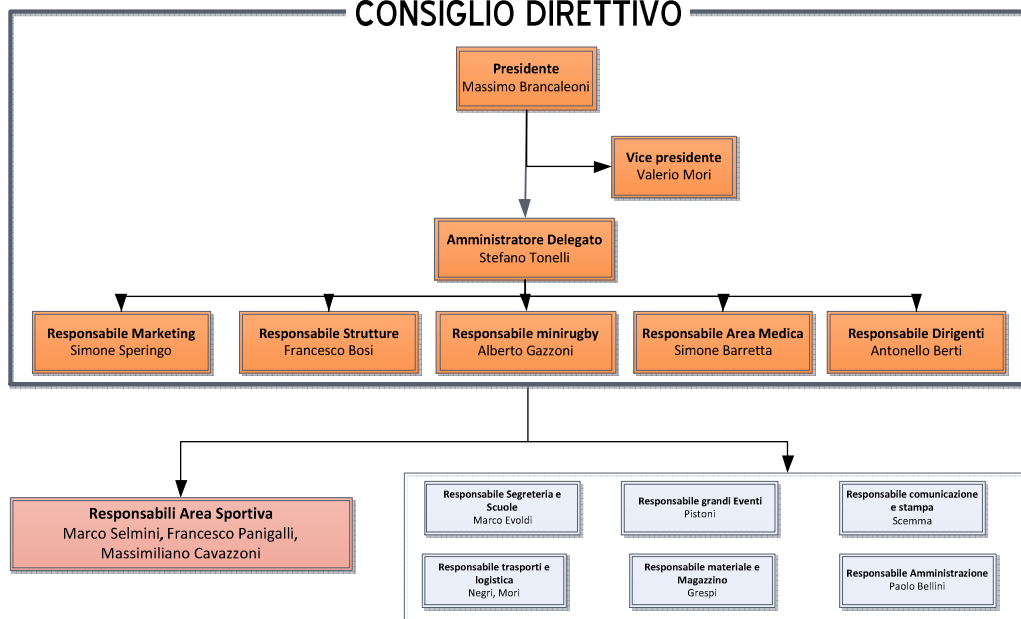 CONSIGLIO DIRETTIVO
Presidente
Massimo Brancaleoni
Vice presidente
Valerio Mori
Amministratore Delegato
Stefano Tonelli
Responsabile Marketing
Simone Speringo
Responsabile Strutture
Francesco Bosi
Responsabile minirugby
Alberto Gazzoni
Responsabile Area Medica
Simone Barretta
Responsabile Dirigenti
Antonello Berti
Responsabili Area Sportiva
Marco Selmini, Francesco Panigalli,
Massimiliano Cavazzoni
Responsabile Segreteria e
Scuole
Marco Evoldi
Responsabile grandi Eventi
Pistoni
Responsabile comunicazione
e stampa
Scemma
Responsabile trasporti e
logistica
Negri, Mori
Responsabile materiale e
Magazzino
Grespi
Responsabile Amministrazione
Paolo Bellini